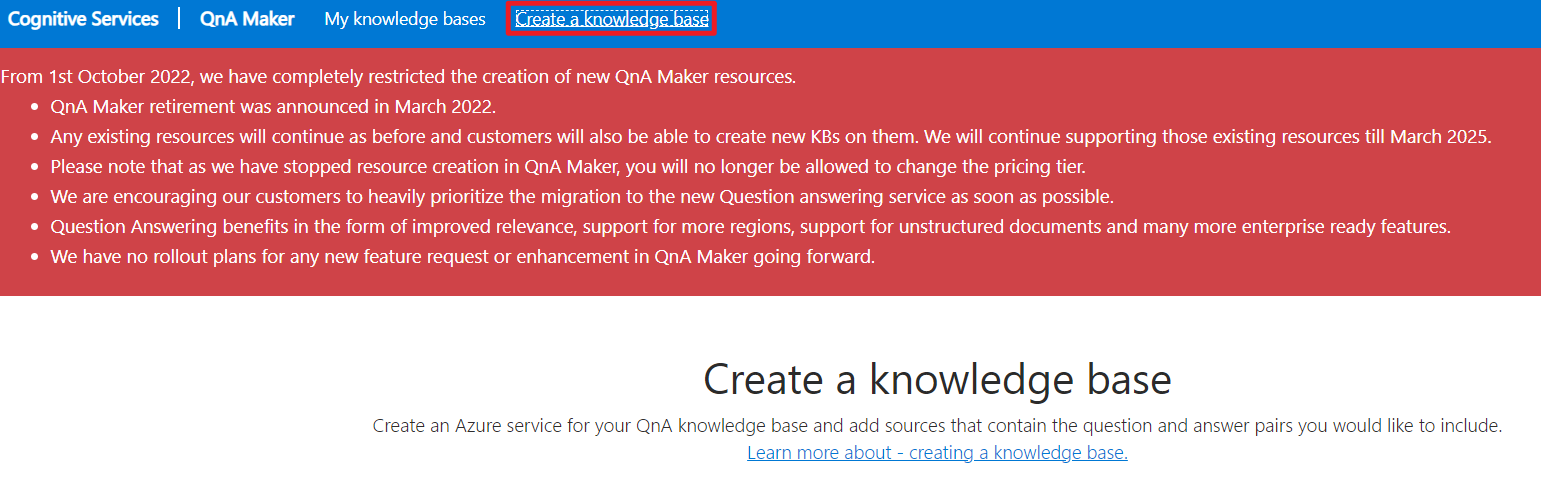 Cognitive Services | QnA Maker My knowledge bases Create a knowledge base
From 1st October 2022, we have completely restricted the creation of new QnA Maker resources.
• QnA Maker retirement was announced in March 2022.
• Any existing resources will continue as before and customers will also be able to create new KBs on them. We will continue supporting those existing resources till March 2025.
• Please note that as we have stopped resource creation in QnA Maker, you will no longer be allowed to change the pricing tier.
• We are encouraging our customers to heavily prioritize the migration to the new Question answering service as soon as possible.
• Question Answering benefits in the form of improved relevance, support for more regions, support for unstructured documents and many more enterprise ready features.
• We have no rollout plans for any new feature request or enhancement in QnA Maker going forward.
Create a knowledge base
Create an Azure service for your QnA knowledge base and add sources that contain the question and answer pairs you would like to include.
Learn more about - creating a knowledge base.